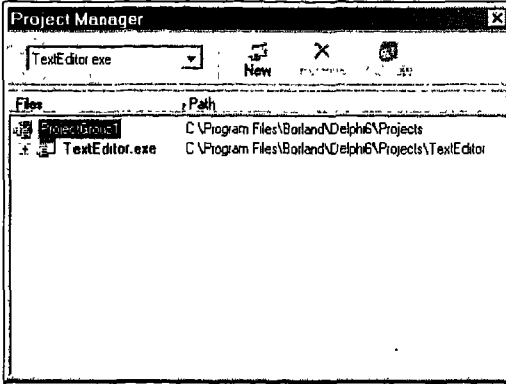 Project Manager
TextEditor.exe
New
Files Path
ProjectGroup1 C:\Program Files\Borland\Delphi6\Projects
TextEditor.exe C:\Program Files\Borland\Delphi6\Projects\TextEditor